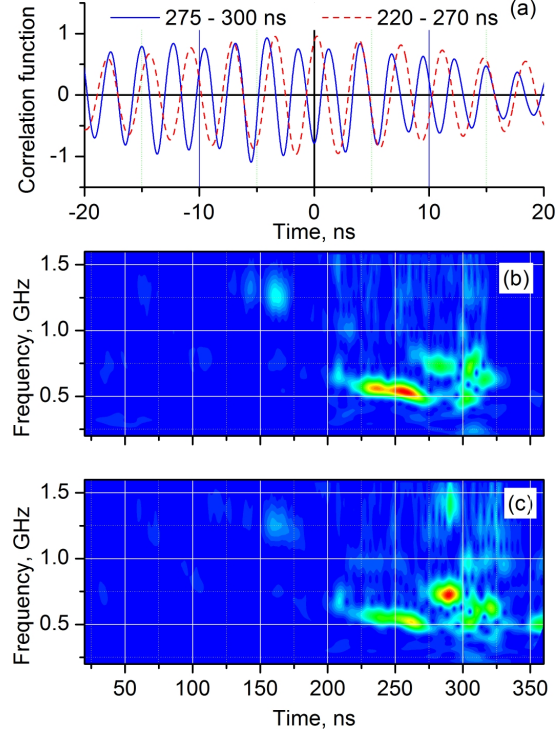 275 - 300 ns
220 - 270 ns
(a)
Correlation function
1
0
-1
-20
-10
0
10
20
Time, ns
(b)
Frequency, GHz
1.5
1.0
0.5
(c)
Frequency, GHz
1.5
1.0
0.5
50
100
150
200
250
300
350
Time, ns